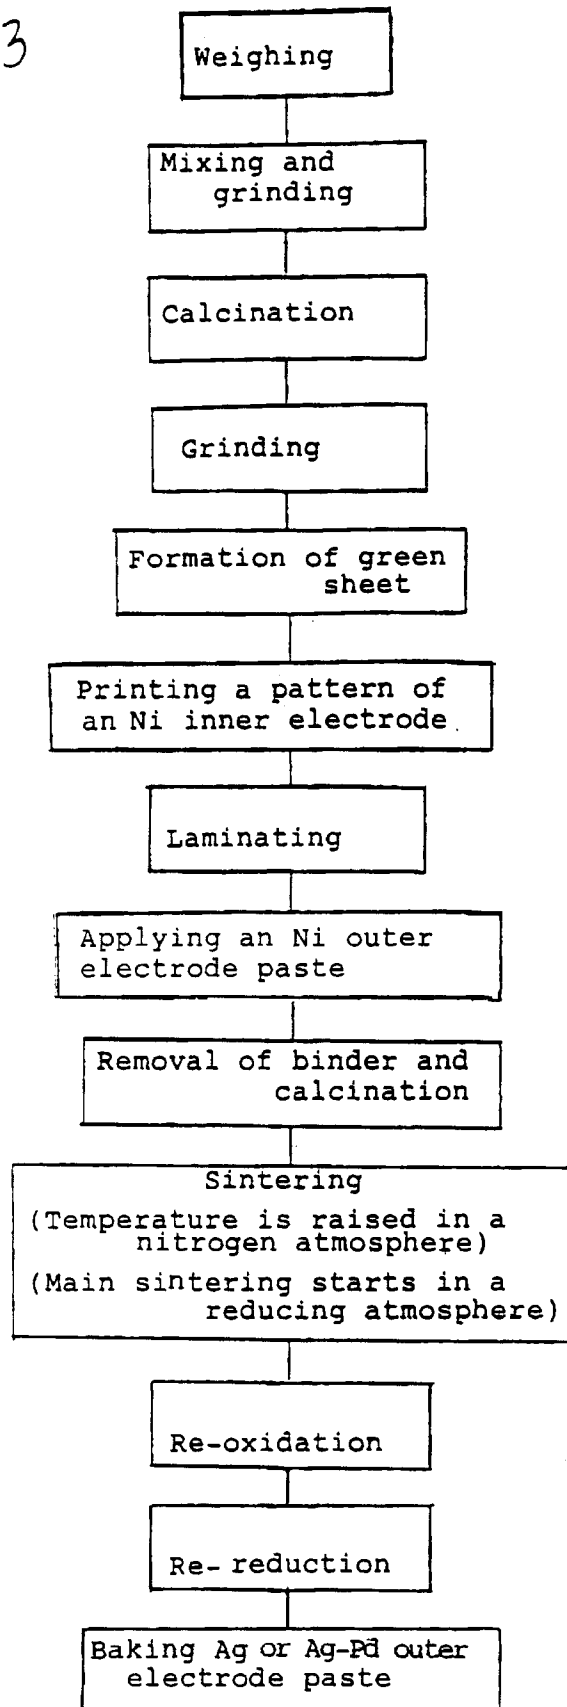 3
Weighing
Mixing and
grinding
Calcination
Grinding
Formation of green
sheet
Printing a pattern of
an Ni inner electrode
Laminating
Applying an Ni outer
electrode paste
Removal of binder and
calcination
Sintering
(Temperature is raised in a
nitrogen atmosphere)
(Main sintering starts in a
reducing atmosphere)
Re-oxidation
Re-reduction
Baking Ag or Ag-Pd outer
electrode paste